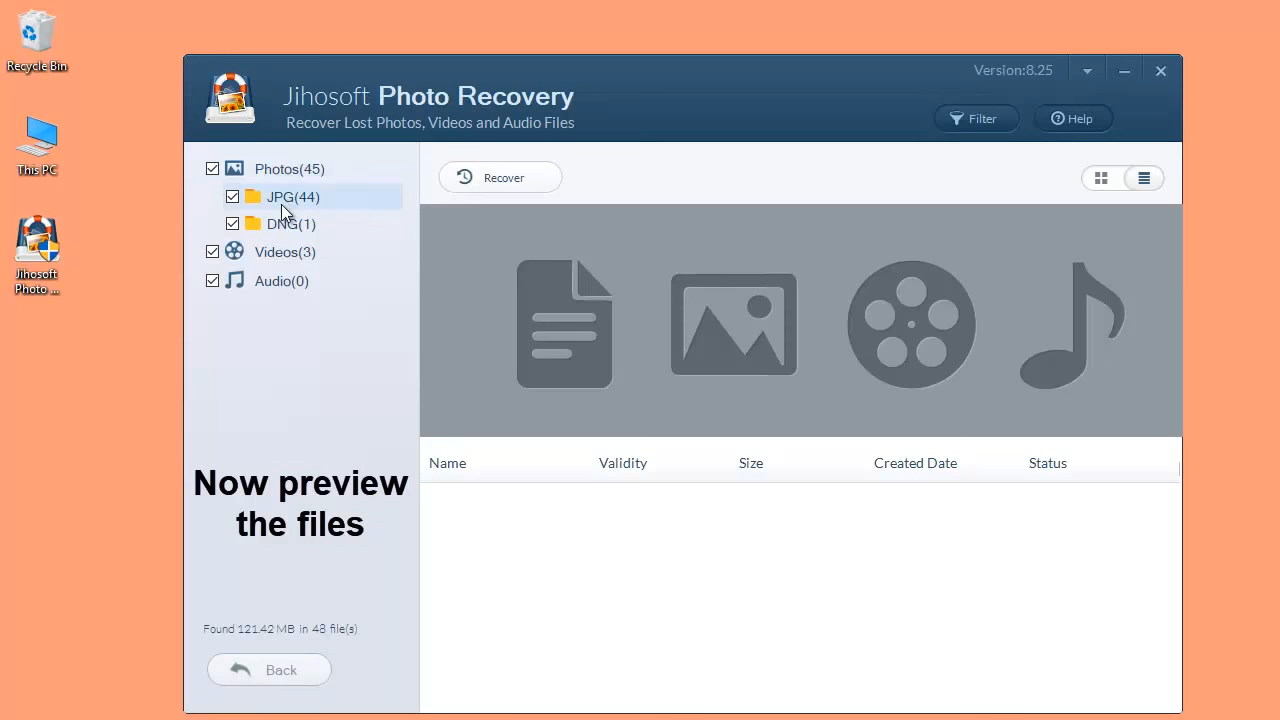 Recycle Bin
This PC
Jihosoft
Photo ...
Version:8.25
Jihosoft Photo Recovery
Recover Lost Photos, Videos and Audio Files
Filter
Help
Photos(45)
JPG(44)
DNG(1)
Videos(3)
Audio(0)
Now preview
the files
Found 121.42 MB in 48 file(s)
Back
Recover
Name Validity Size Created Date Status